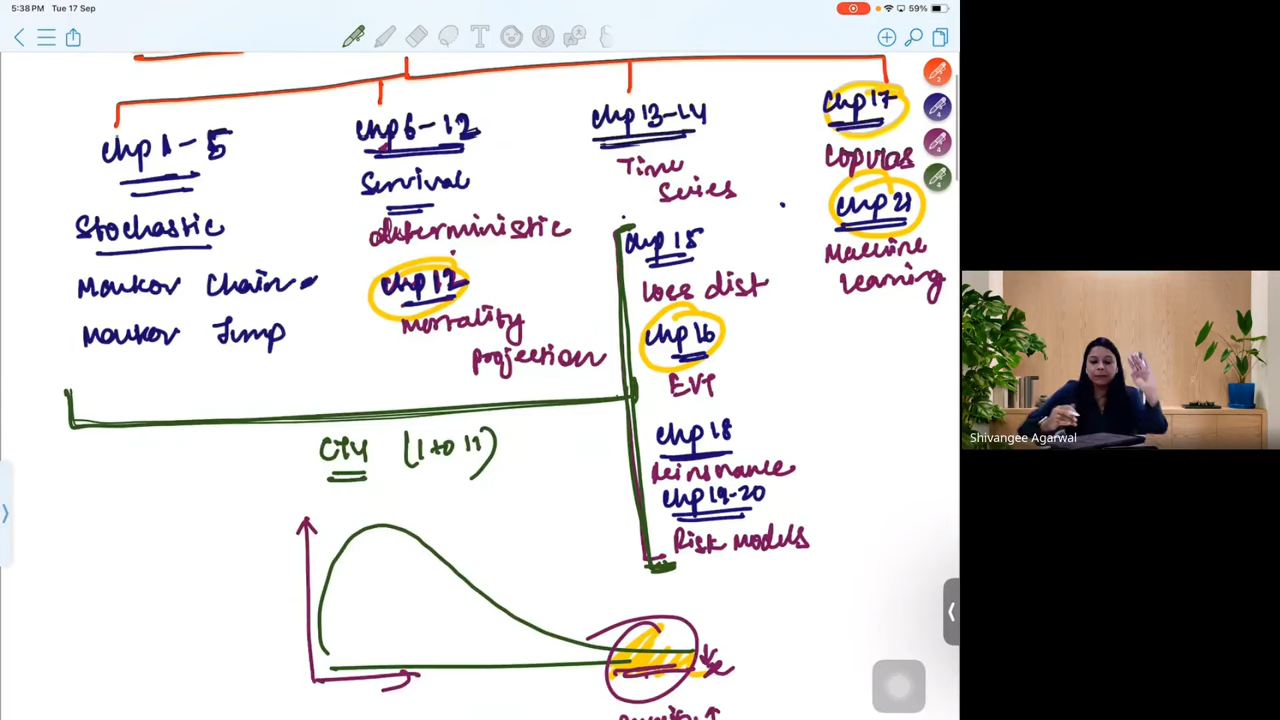 5:38 PM Tue 17 Sep
59%
Chp 1-5
Stochastic
Markov Chain
Markov Jump
Chp 6-12
Survival
deterministic
Chp 12
Mortality
projection
Chp 13-14
Time
Series
Chp 15
loss dist
Chp 16
EVT
Chp 18
Reinsurance
Chp 19-20
Risk Models
Chp 17
Copulas
Chp 21
Machine
learning
(1 to 11)
Shivangee Agarwal